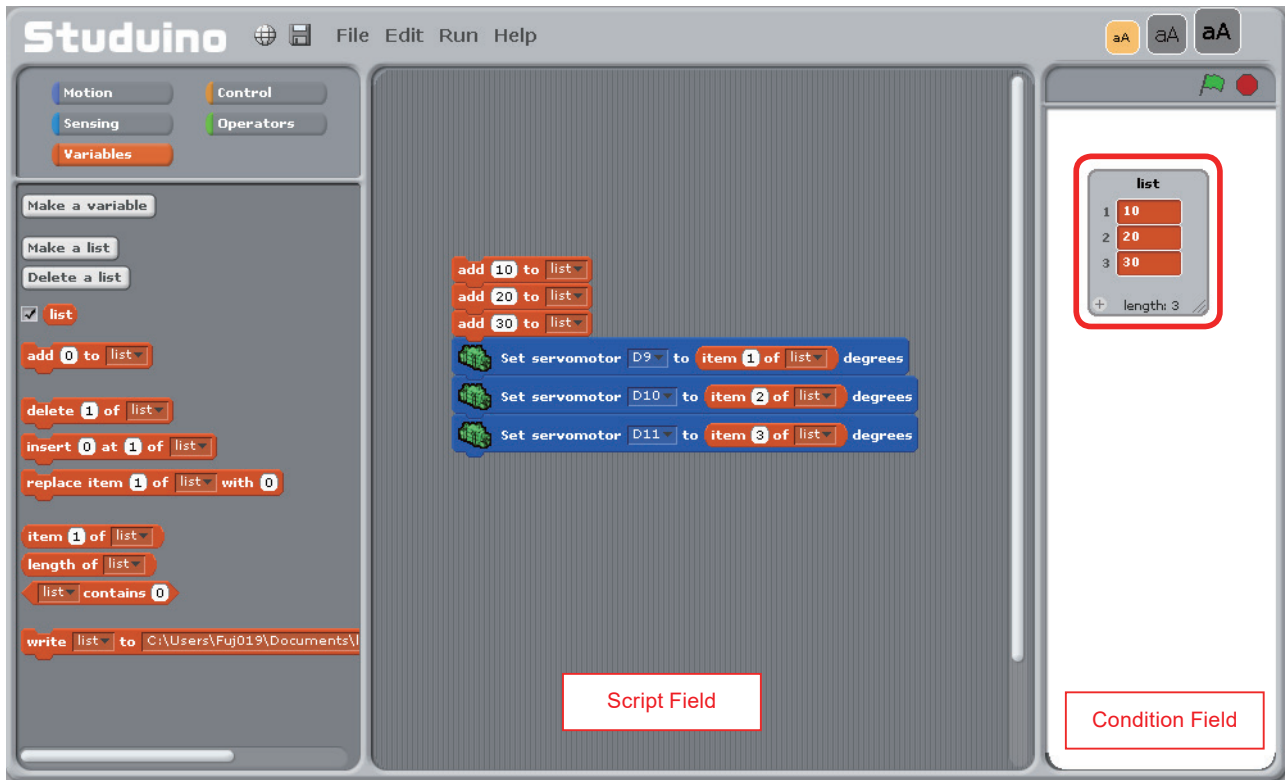 Studuino File Edit Run Help aA aA aA
Motion Control
Sensing Operators
Variables
Make a variable
Make a list
Delete a list
list
add 0 to list
delete 1 of list
insert 0 at 1 of list
replace item 1 of list with 0
item 1 of list
length of list
list contains 0
write list to C:\Users\Fuj019\Documents\l
add 10 to list
add 20 to list
add 30 to list
Set servomotor D9 to item 1 of list degrees
Set servomotor D10 to item 2 of list degrees
Set servomotor D11 to item 3 of list degrees
Script Field
list
1 10
2 20
3 30
+ length: 3
Condition Field